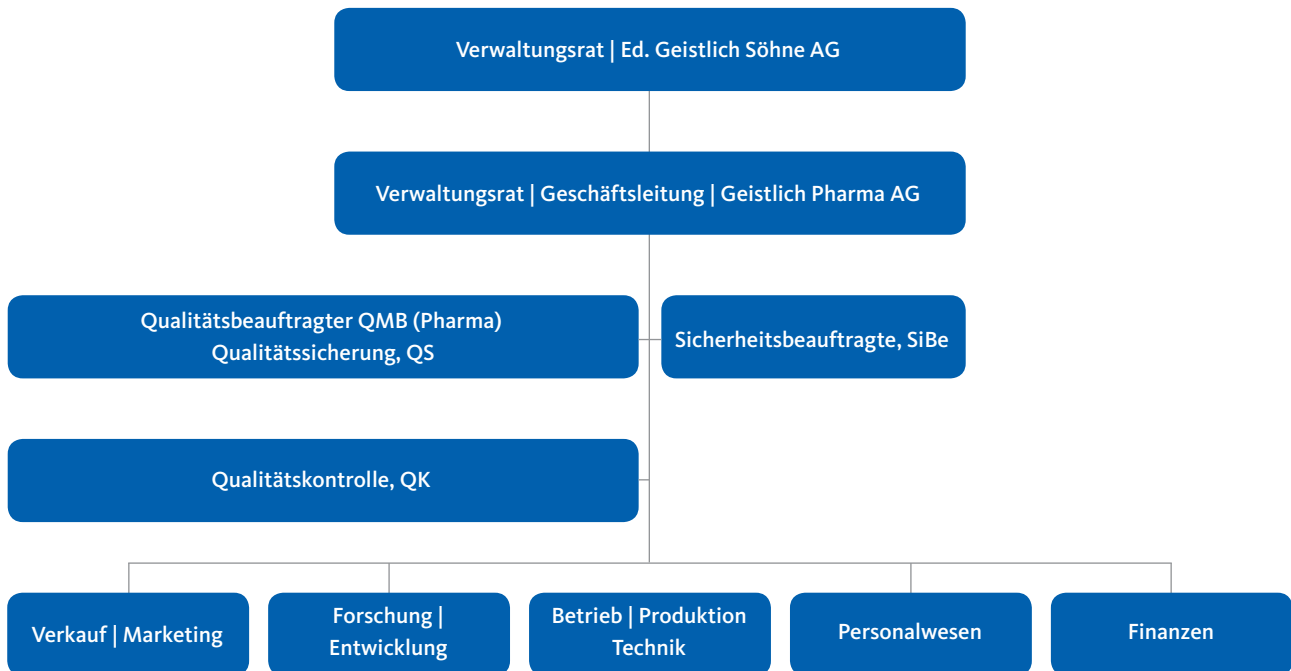 Verwaltungsrat | Ed. Geistlich Söhne AG
Verwaltungsrat | Geschäftsleitung | Geistlich Pharma AG
Qualitätsbeauftragter QMB (Pharma)
Qualitätssicherung, QS
Sicherheitsbeauftragte, SiBe
Qualitätskontrolle, QK
Verkauf | Marketing
Forschung |
Entwicklung
Betrieb | Produktion
Technik
Personalwesen
Finanzen